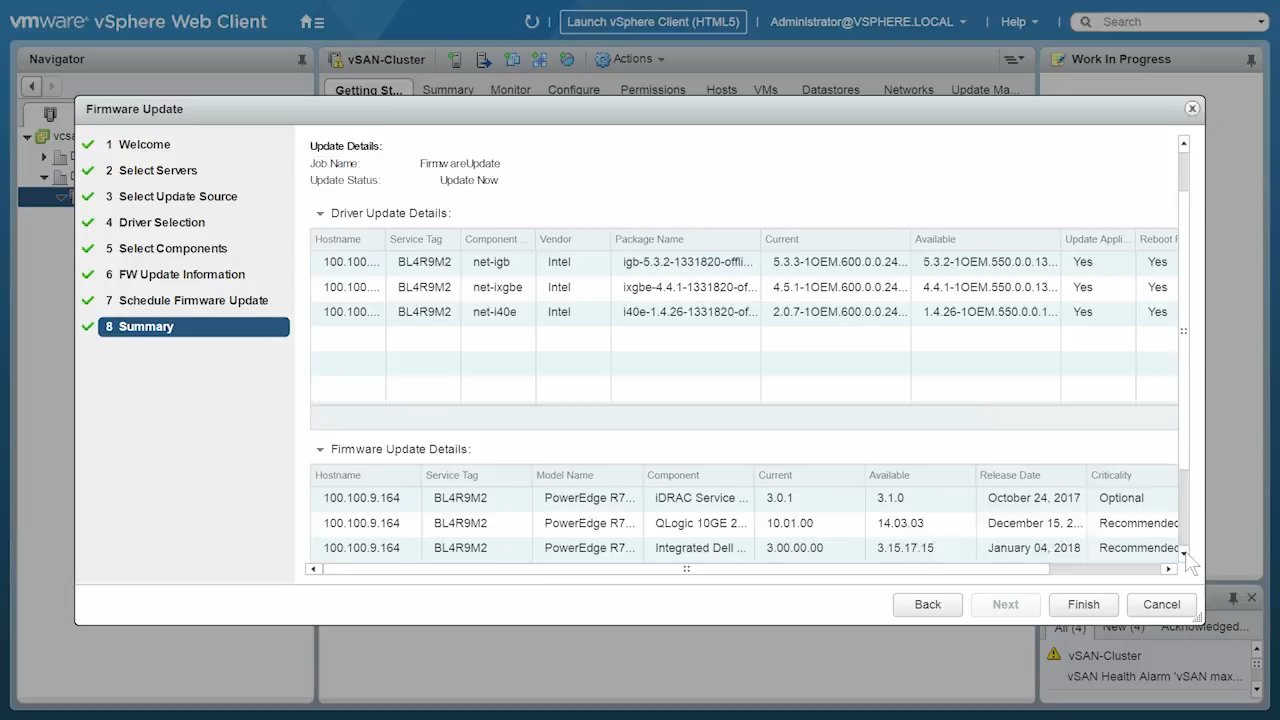 vmware® vSphere Web Client
Launch vSphere Client (HTML5)
Administrator@VSPHERE.LOCAL
Help
Search
Navigator
vSAN-Cluster
Actions
Work In Progress
Getting St...
Summary
Monitor
Configure
Permissions
Hosts
VMs
Datastores
Networks
Update Ma...
Firmware Update
1 Welcome
2 Select Servers
3 Select Update Source
4 Driver Selection
5 Select Components
6 FW Update Information
7 Schedule Firmware Update
8 Summary
Update Details:
Job Name: FirmwareUpdate
Update Status: Update Now
Driver Update Details:
Hostname Service Tag Component ... Vendor Package Name Current Available Update Appli... Reboot
100.100.... BL4R9M2 net-igb Intel igb-5.3.2-1331820-offli... 5.3.3-1OEM.600.0.0.24... 5.3.2-1OEM.550.0.0.13... Yes Yes
100.100.... BL4R9M2 net-ixgbe Intel ixgbe-4.4.1-1331820-of... 4.5.1-1OEM.600.0.0.24... 4.4.1-1OEM.550.0.0.13... Yes Yes
100.100.... BL4R9M2 net-i40e Intel i40e-1.4.26-1331820-of... 2.0.7-1OEM.600.0.0.24... 1.4.26-1OEM.550.0.0.1... Yes Yes
Firmware Update Details:
Hostname Service Tag Model Name Component Current Available Release Date Criticality
100.100.9.164 BL4R9M2 PowerEdge R7... iDRAC Service ... 3.0.1 3.1.0 October 24, 2017 Optional
100.100.9.164 BL4R9M2 PowerEdge R7... QLogic 10GE 2... 10.01.00 14.03.03 December 15, 2... Recommended
100.100.9.164 BL4R9M2 PowerEdge R7... Integrated Dell ... 3.00.00.00 3.15.17.15 January 04, 2018 Recommended
Back
Next
Finish
Cancel
All (4)
New (4)
Acknowledged...
vSAN-Cluster
vSAN Health Alarm 'vSAN max...